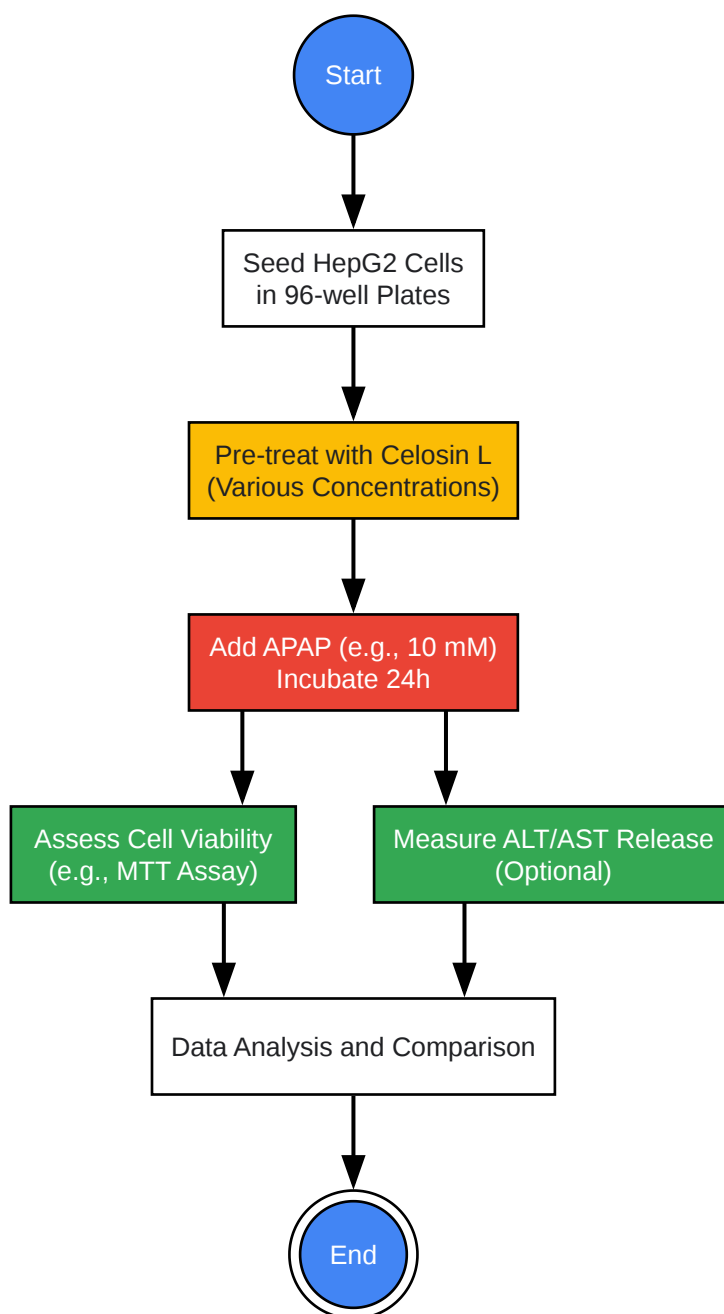 Start
Seed HepG2 Cells
in 96-well Plates
Pre-treat with Celosin L
(Various Concentrations)
Add APAP (e.g., 10 mM)
Incubate 24h
Assess Cell Viability
(e.g., MTT Assay)
Measure ALT/AST Release
(Optional)
Data Analysis and Comparison
End